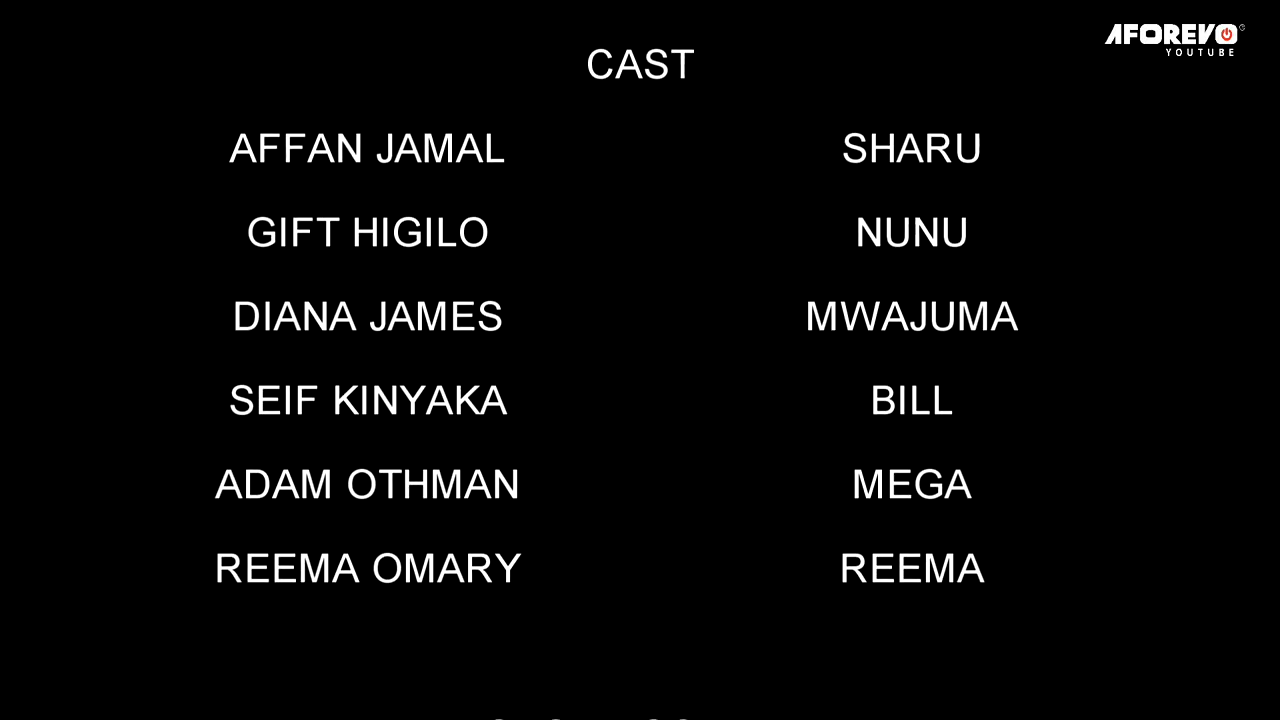 AFOREVO
YOUTUBE
CAST
AFFAN JAMAL SHARU
GIFT HIGILO NUNU
DIANA JAMES MWAJUMA
SEIF KINYAKA BILL
ADAM OTHMAN MEGA
REEMA OMARY REEMA